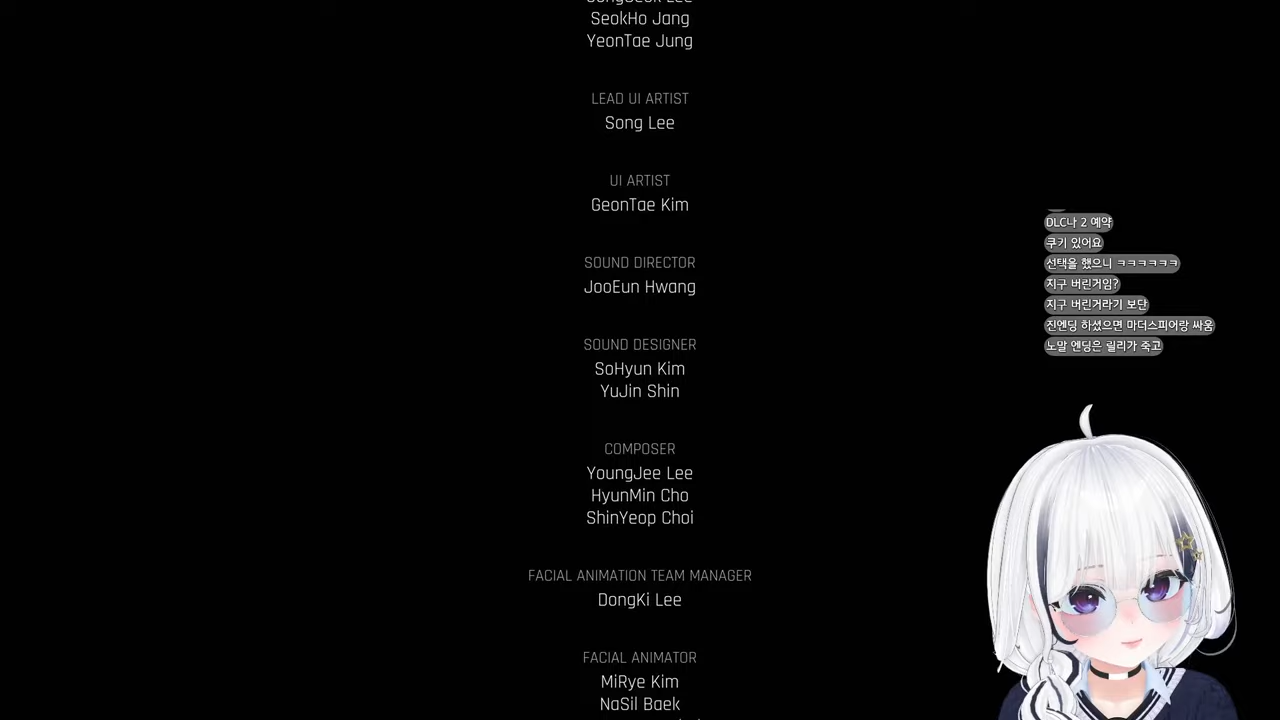 SeokHo Jang
YeonTae Jung
LEAD UI ARTIST
Song Lee
UI ARTIST
GeonTae Kim
SOUND DIRECTOR
JooEun Hwang
SOUND DESIGNER
SoHyun Kim
YuJin Shin
COMPOSER
YoungJee Lee
HyunMin Cho
ShinYeop Choi
FACIAL ANIMATION TEAM MANAGER
DongKi Lee
FACIAL ANIMATOR
MiRye Kim
NaSil Baek
DLC나 2 예약
쿠키 있어요
선택을 했으니 ㅋㅋㅋㅋㅋㅋ
지구 버린거임?
지구 버린거라기 보단
진엔딩 하셨으면 마더스피어랑 싸움
노말 엔딩은 릴리가 죽고